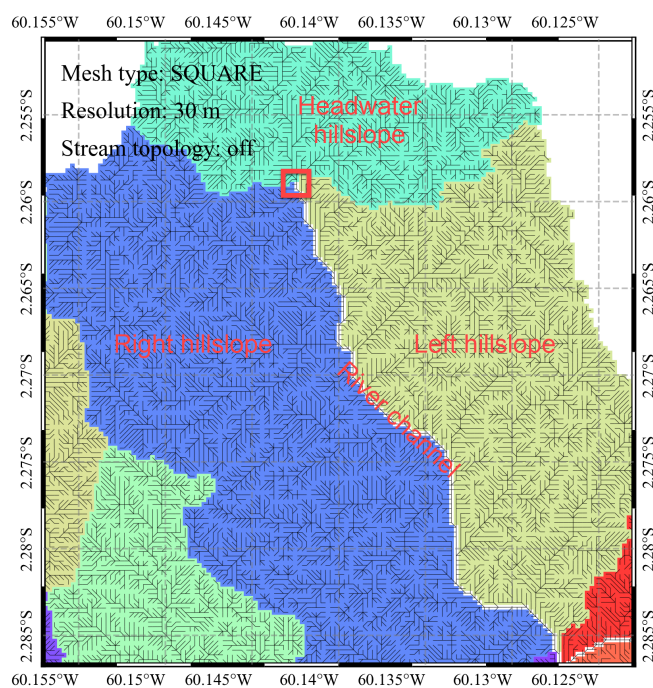 60.155°W 60.15°W 60.145°W 60.14°W 60.135°W 60.13°W 60.125°W
Mesh type: SQUARE
Resolution: 30 m
Stream topology: off
Headwater
hillslope
Right hillslope
Left hillslope
River channel
2.255°S
2.26°S
2.265°S
2.27°S
2.275°S
2.28°S
2.285°S
2.255°S
2.26°S
2.265°S
2.27°S
2.275°S
2.28°S
2.285°S
60.155°W 60.15°W 60.145°W 60.14°W 60.135°W 60.13°W 60.125°W